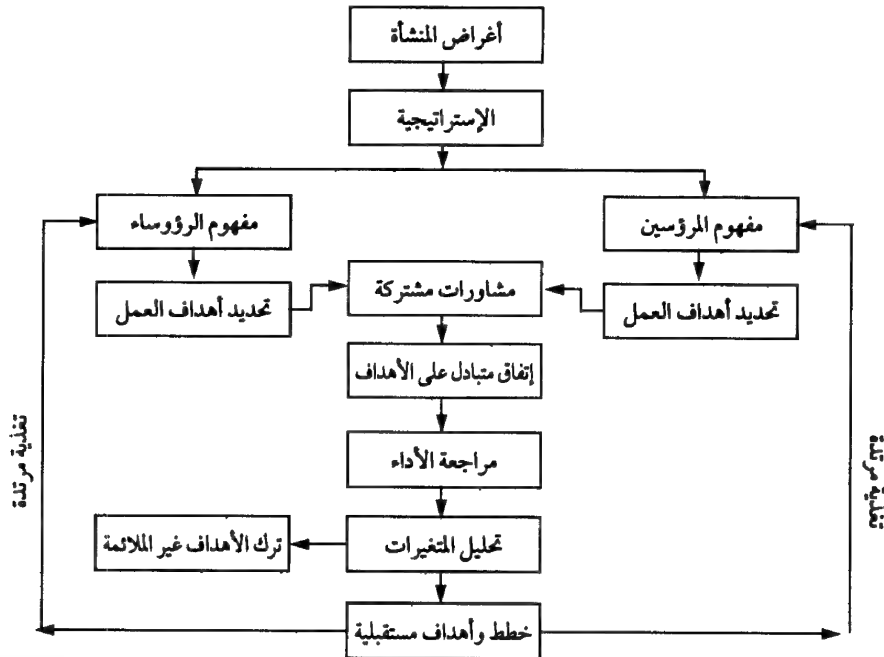 أغراض المنشأة
الإستراتيجية
مفهوم المرؤسين
مفهوم الرؤوساء
تحديد أهداف العمل
مشاورات مشتركة
تحديد أهداف العمل
إتفاق متبادل على الأهداف
مراجعة الأداء
تغذية مرتدة
تغذية مرتدة
تحليل المتغيرات
ترك الأهداف غير الملائمة
خطط وأهداف مستقبلية